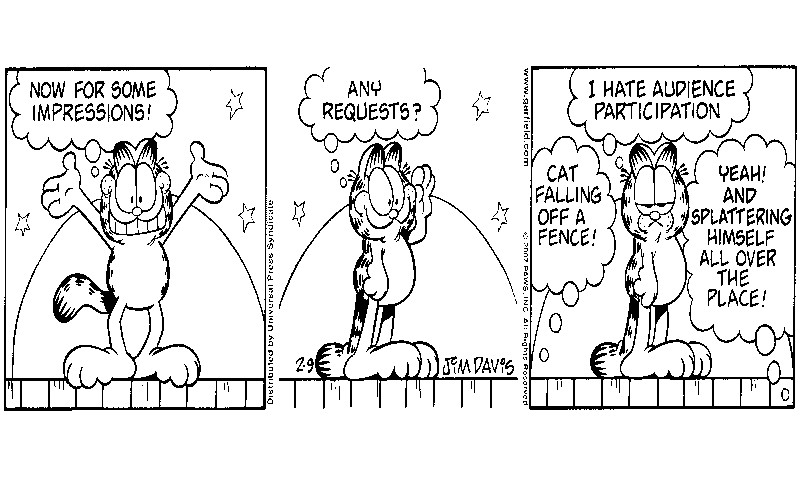 NOW FOR SOME
IMPRESSIONS!
Distributed by Universal Press Syndicate
ANY
REQUESTS?
2-9
JIM DAVIS
www.garfield.com
© 2007 PAWS, INC. All Rights Reserved.
I HATE AUDIENCE
PARTICIPATION
CAT
FALLING
OFF A
FENCE!
YEAH!
AND
SPLATTERING
HIMSELF
ALL OVER
THE
PLACE!